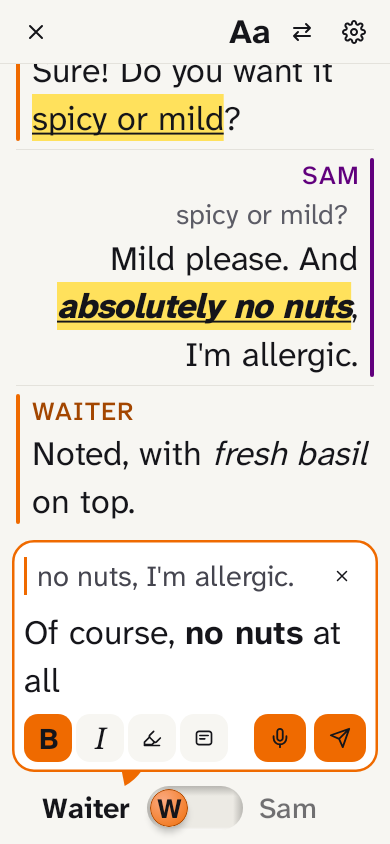 Aa
Sure! Do you want it
spicy or mild?
SAM
spicy or mild?
Mild please. And
absolutely no nuts,
I'm allergic.
WAITER
Noted, with fresh basil
on top.
no nuts, I'm allergic.
Of course, no nuts at
all
B I
Waiter W Sam